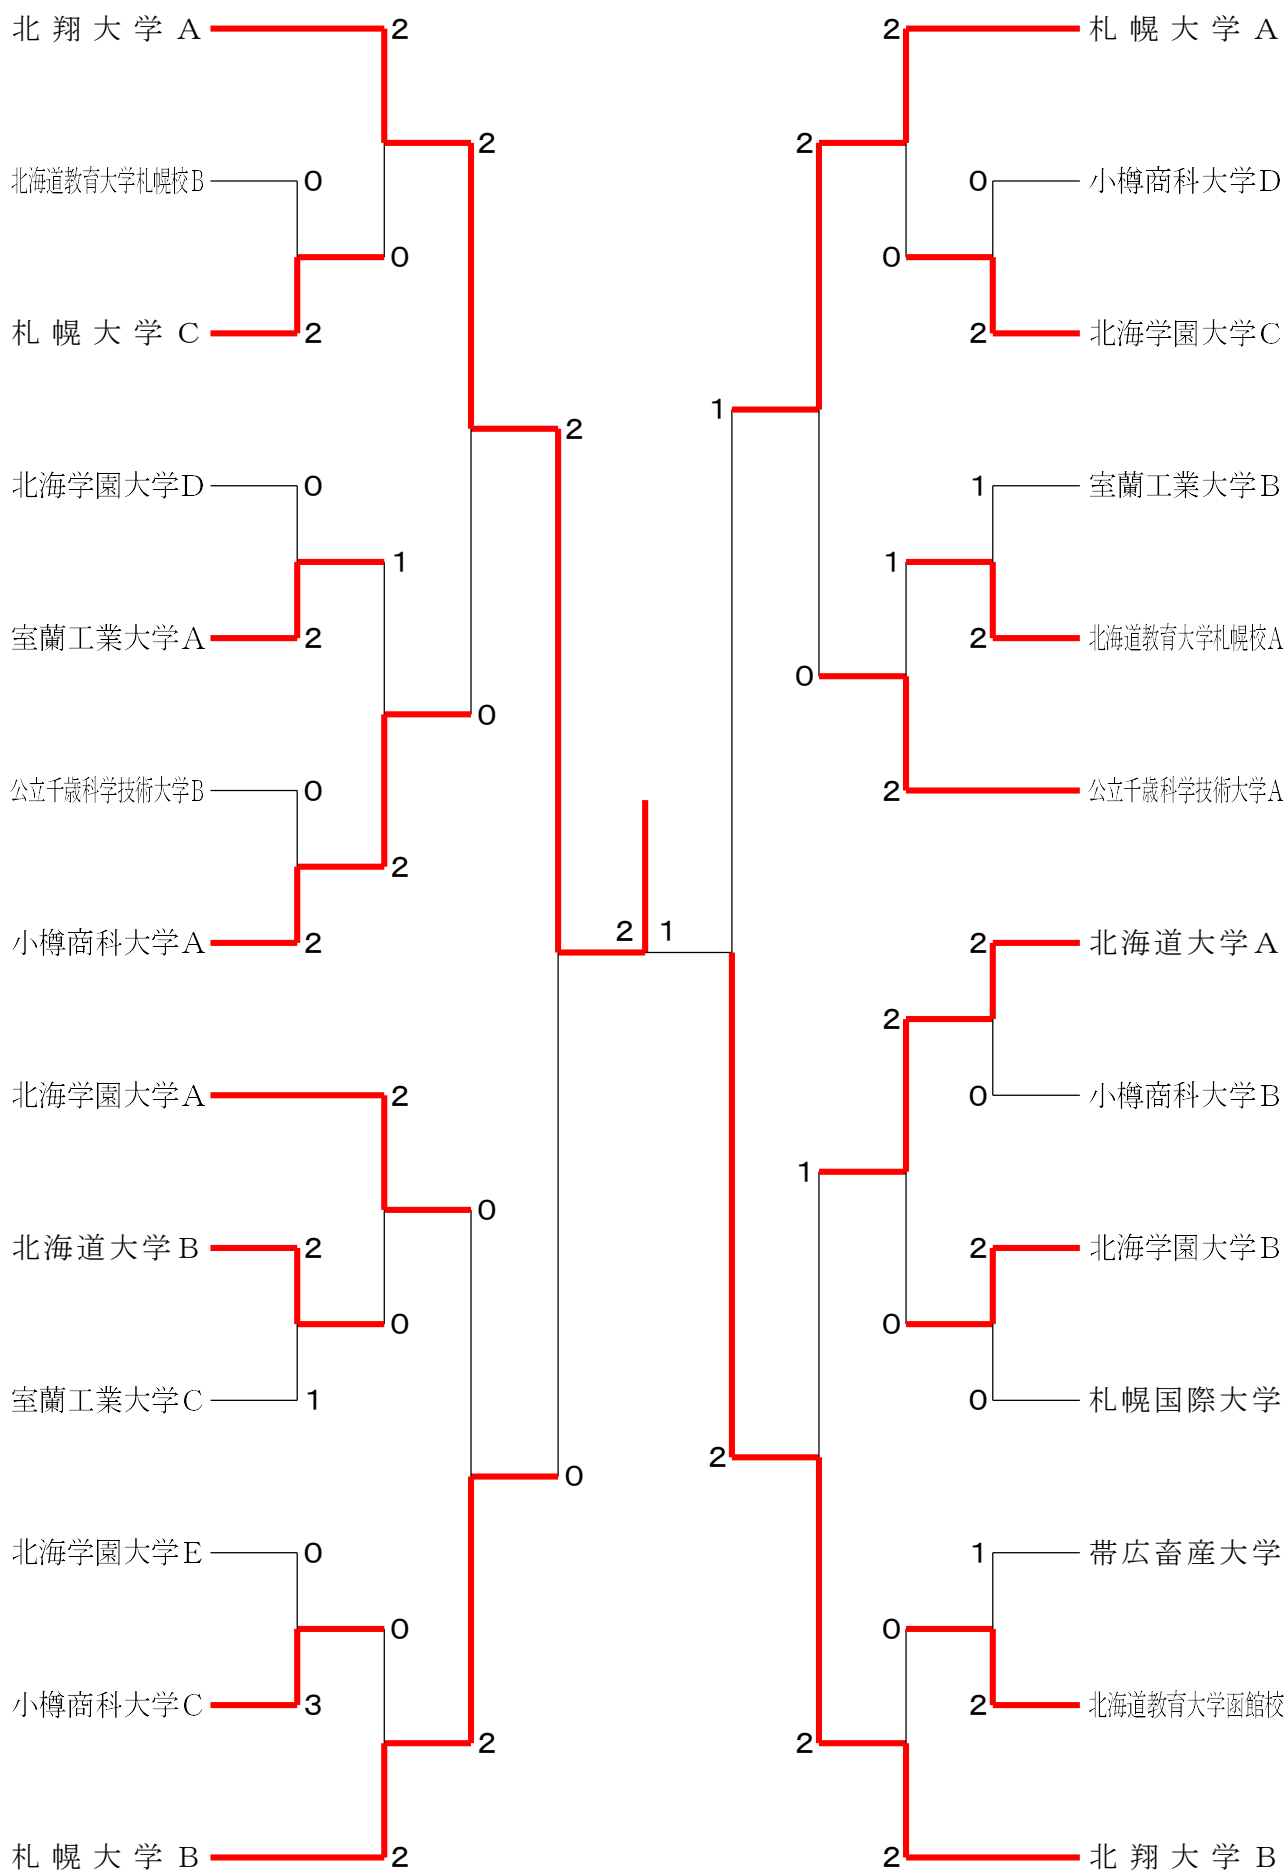 北翔大学A 2 2 札幌大学A
2 2
北海道教育大学札幌校B 0 0 小樽商科大学D
0 0
札幌大学C 2 2 北海学園大学C
1
2
北海学園大学D 0 1 室蘭工業大学B
1 1
室蘭工業大学A 2 2 北海道教育大学札幌校A
0
0
公立千歳科学技術大学B 0 2 公立千歳科学技術大学A
2
2 1
小樽商科大学A 2 2 北海道大学A
2
北海学園大学A 2 0 小樽商科大学B
1
0
北海道大学B 2 2 北海学園大学B
0 0
室蘭工業大学C 1 0 札幌国際大学
2
0
北海学園大学E 0 1 帯広畜産大学
0 0
小樽商科大学C 3 2 北海道教育大学函館校
2 2
札幌大学B 2 2 北翔大学B